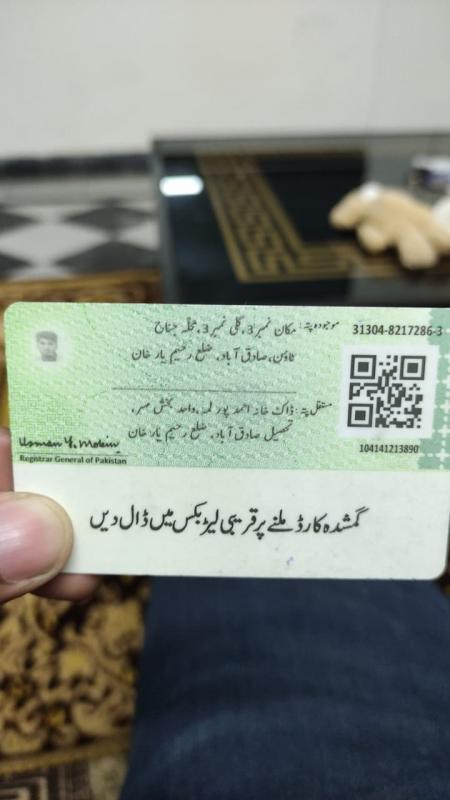 موجودہ پتہ: مکان نمبر 3، گلی نمبر 3، محلہ جناح
31304-8217286-3
ٹاؤن، صادق آباد، ضلع رحیم یار خان
مستقل پتہ: ڈاک خانہ احمد پور لمہ، واحد بخش مہر،
تحصیل صادق آباد، ضلع رحیم یار خان
104141213890
Usman Y. Mobin
Registrar General of Pakistan
گمشدہ کارڈ ملنے پر قریبی لیٹر بکس میں ڈال دیں